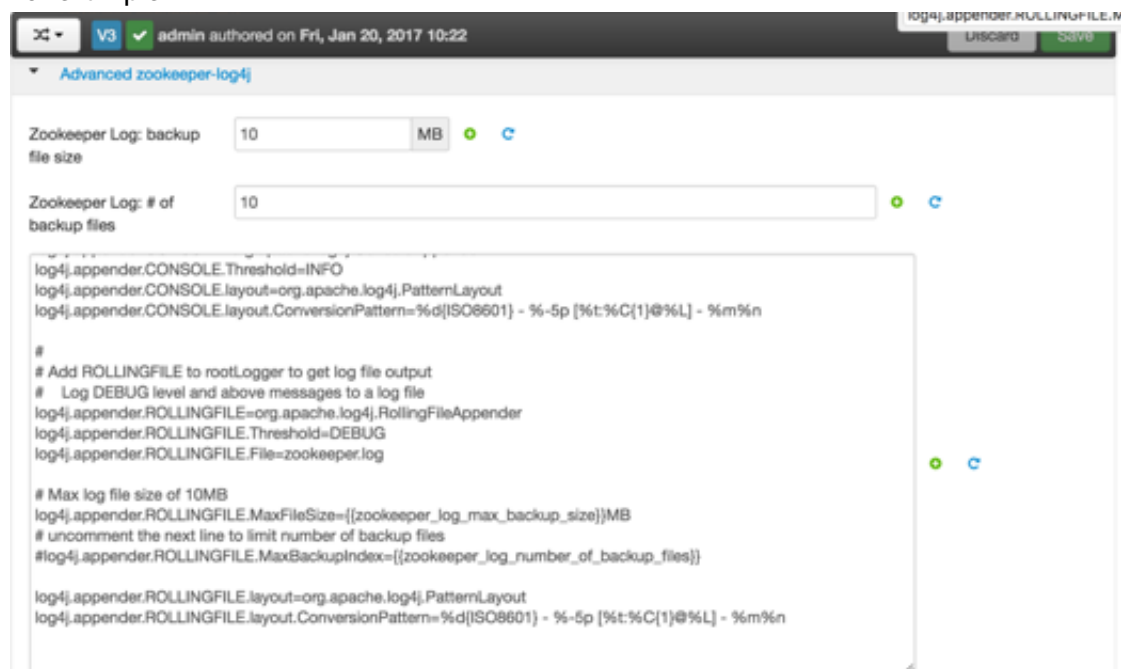 log4j.appender.ROLLINGFILE.M
V3 admin authored on Fri, Jan 20, 2017 10:22
Discard Save
Advanced zookeeper-log4j
Zookeeper Log: backup file size
10 MB
Zookeeper Log: # of backup files
10
log4j.appender.CONSOLE.Threshold=INFO
log4j.appender.CONSOLE.layout=org.apache.log4j.PatternLayout
log4j.appender.CONSOLE.layout.ConversionPattern=%d{ISO8601} - %-5p [%t:%C{1}@%L] - %m%n
#
# Add ROLLINGFILE to rootLogger to get log file output
#    Log DEBUG level and above messages to a log file
log4j.appender.ROLLINGFILE=org.apache.log4j.RollingFileAppender
log4j.appender.ROLLINGFILE.Threshold=DEBUG
log4j.appender.ROLLINGFILE.File=zookeeper.log
# Max log file size of 10MB
log4j.appender.ROLLINGFILE.MaxFileSize={{zookeeper_log_max_backup_size}}MB
# uncomment the next line to limit number of backup files
#log4j.appender.ROLLINGFILE.MaxBackupIndex={{zookeeper_log_number_of_backup_files}}
log4j.appender.ROLLINGFILE.layout=org.apache.log4j.PatternLayout
log4j.appender.ROLLINGFILE.layout.ConversionPattern=%d{ISO8601} - %-5p [%t:%C{1}@%L] - %m%n